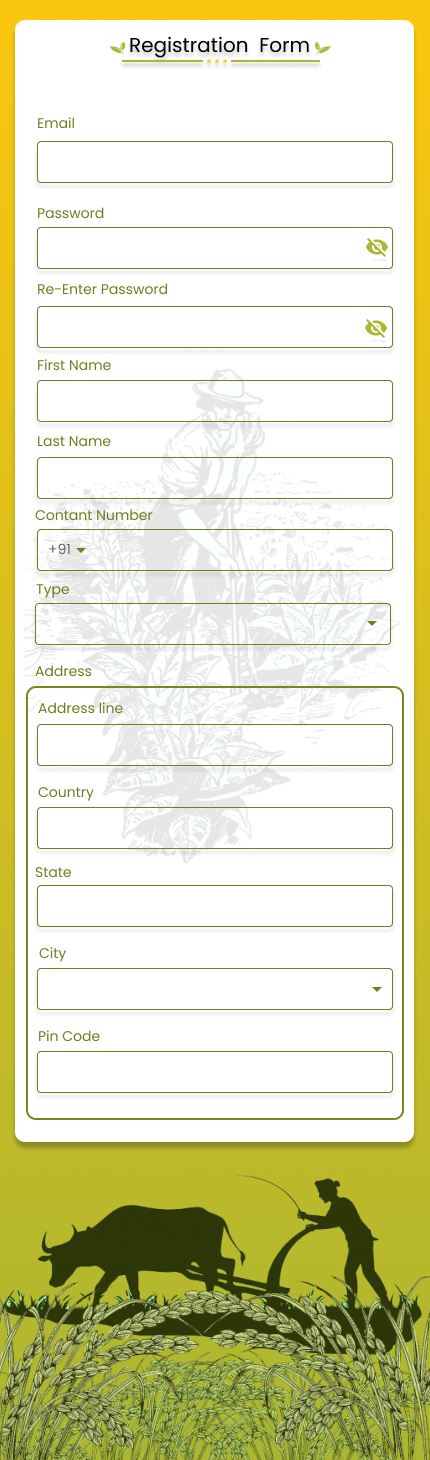 Registration Form
Email
Password
Re-Enter Password
First Name
Last Name
Contant Number
+91
Type
Address
Address line
Country
State
City
Pin Code